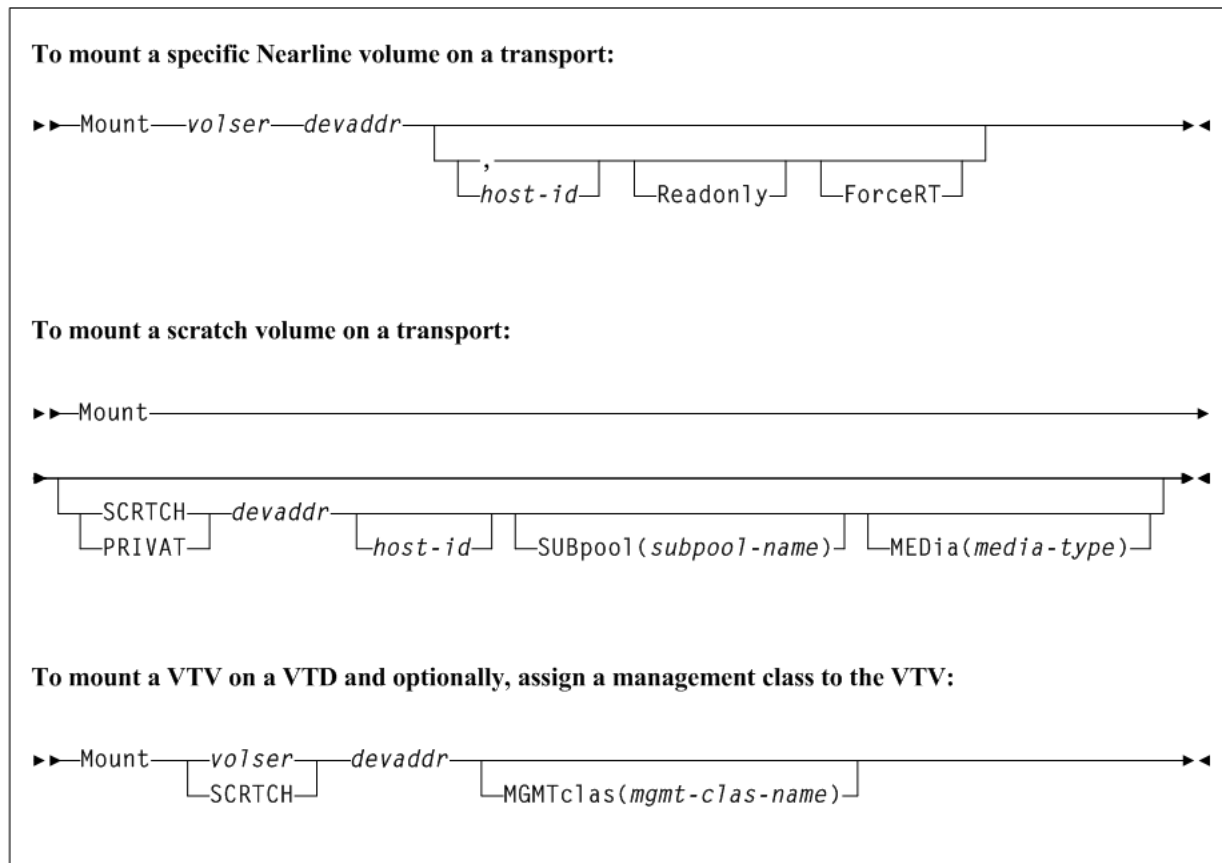 To mount a specific Nearline volume on a transport:
Mount volser devaddr
,
host-id Readonly ForceRT
To mount a scratch volume on a transport:
Mount
SCRTCH devaddr
PRIVAT host-id SUBpool(subpool-name) MEDia(media-type)
To mount a VTV on a VTD and optionally, assign a management class to the VTV:
Mount volser devaddr
SCRTCH MGMTclas(mgmt-clas-name)